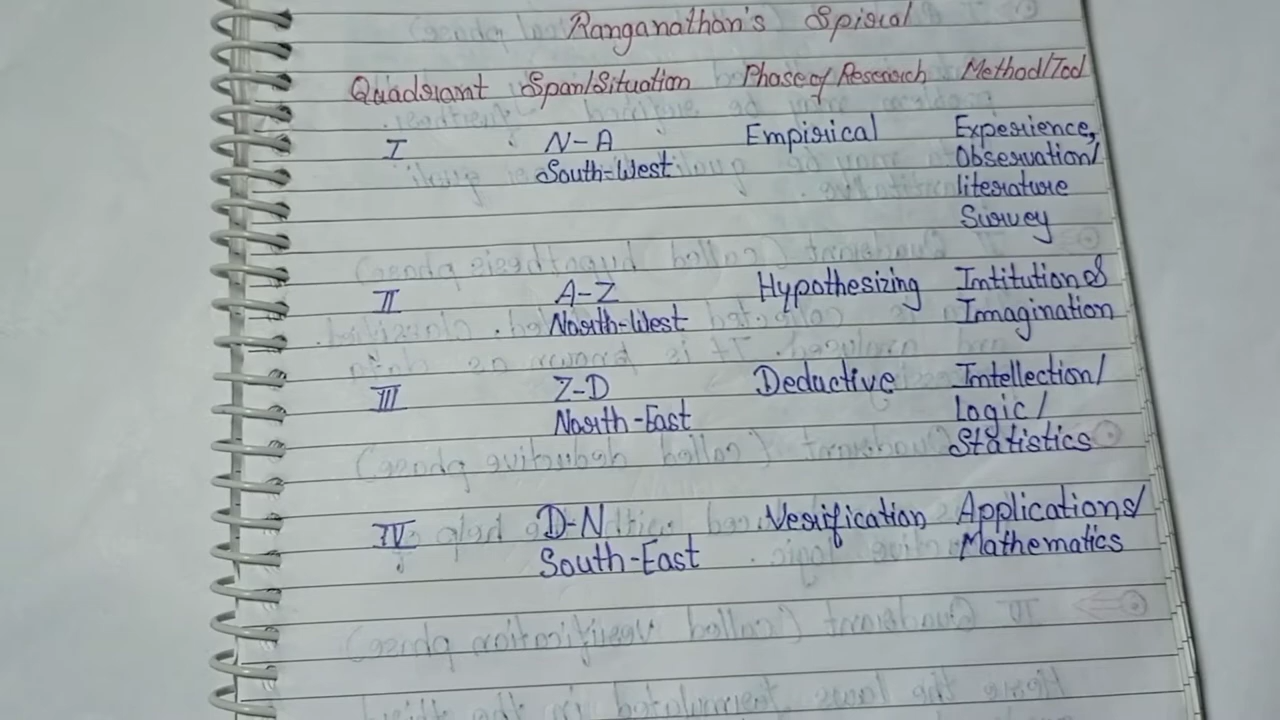 Ranganathan's Spiral
Quadrant Span/Situation Phase of Research Method/Tool
I N-A Empirical Experience,
South-West Observation/
literature
Survey
II A-Z Hypothesizing Intitution &
North-West Imagination
III Z-D Deductive Intellection/
North-East Logic/
Statistics
IV D-N Verification Applications/
South-East Mathematics